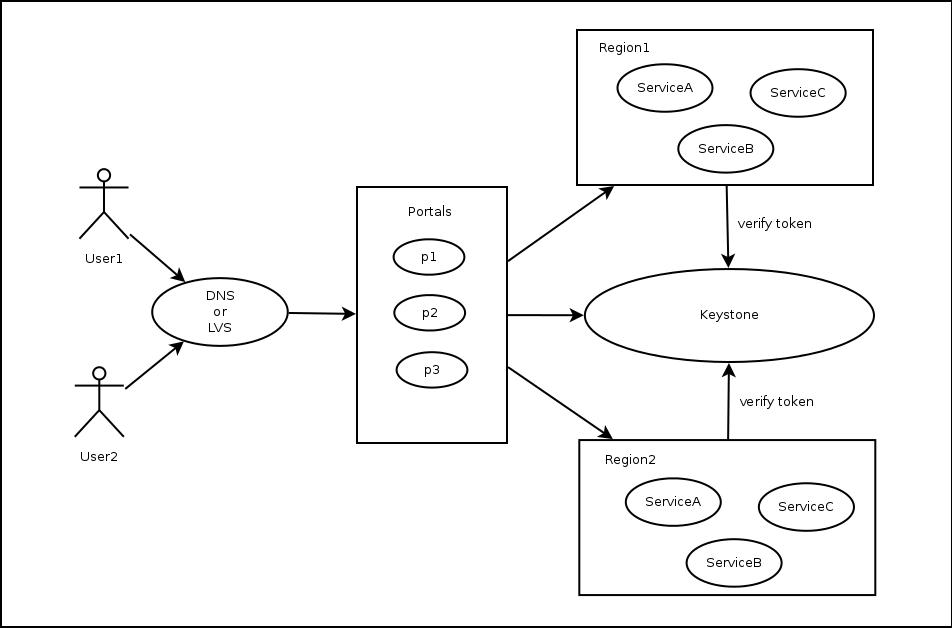 User1
User2
DNS
or
LVS
Portals
p1
p2
p3
Region1
ServiceA
ServiceC
ServiceB
verify token
Keystone
verify token
Region2
ServiceA
ServiceC
ServiceB